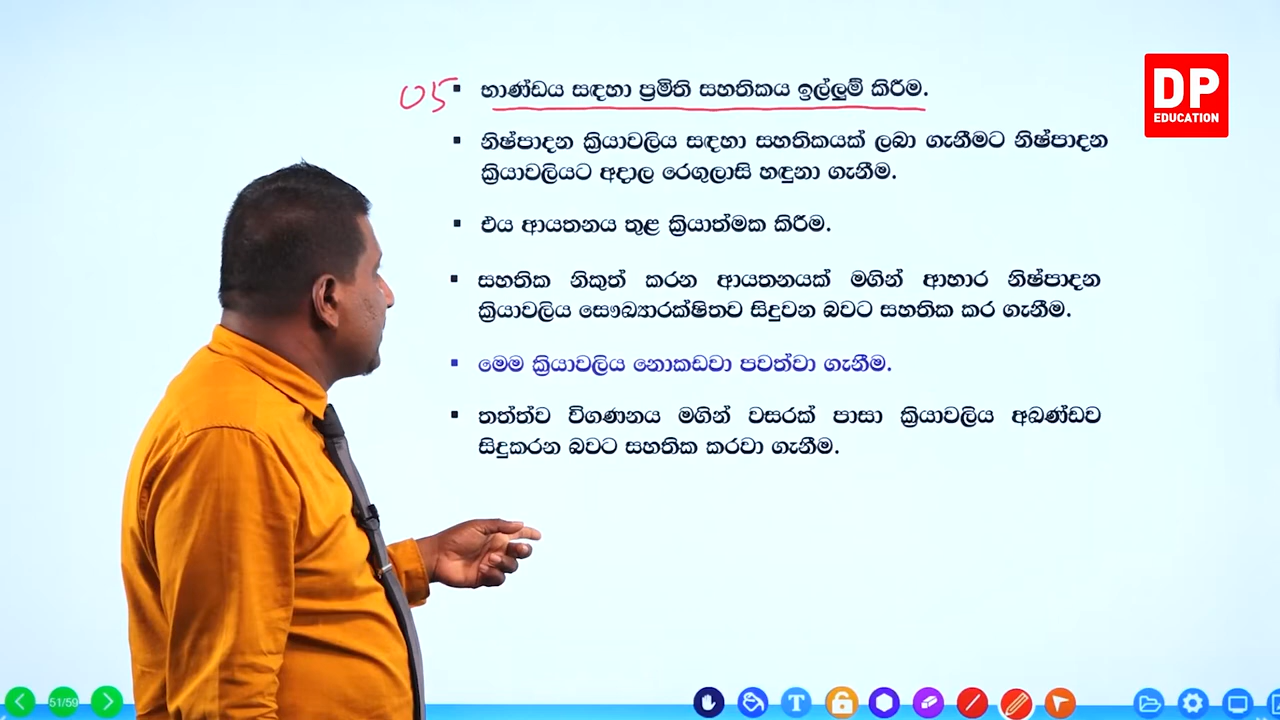 DP
EDUCATION
05 ▪ භාණ්ඩය සඳහා ප්‍රමිති සහතිකය ඉල්ලුම් කිරීම.
▪ නිෂ්පාදන ක්‍රියාවලිය සඳහා සහතිකයක් ලබා ගැනීමට නිෂ්පාදන
ක්‍රියාවලියට අදාල රෙගුලාසි හඳුනා ගැනීම.
▪ එය ආයතනය තුළ ක්‍රියාත්මක කිරීම.
▪ සහතික නිකුත් කරන ආයතනයක් මගින් ආහාර නිෂ්පාදන
ක්‍රියාවලිය සෞඛ්‍යාරක්ෂිතව සිදුවන බවට සහතික කර ගැනීම.
▪ මෙම ක්‍රියාවලිය නොකඩවා පවත්වා ගැනීම.
▪ තත්ත්ව විගණනය මගින් වසරක් පාසා ක්‍රියාවලිය අඛණ්ඩව
සිදුකරන බවට සහතික කරවා ගැනීම.
51/59
T